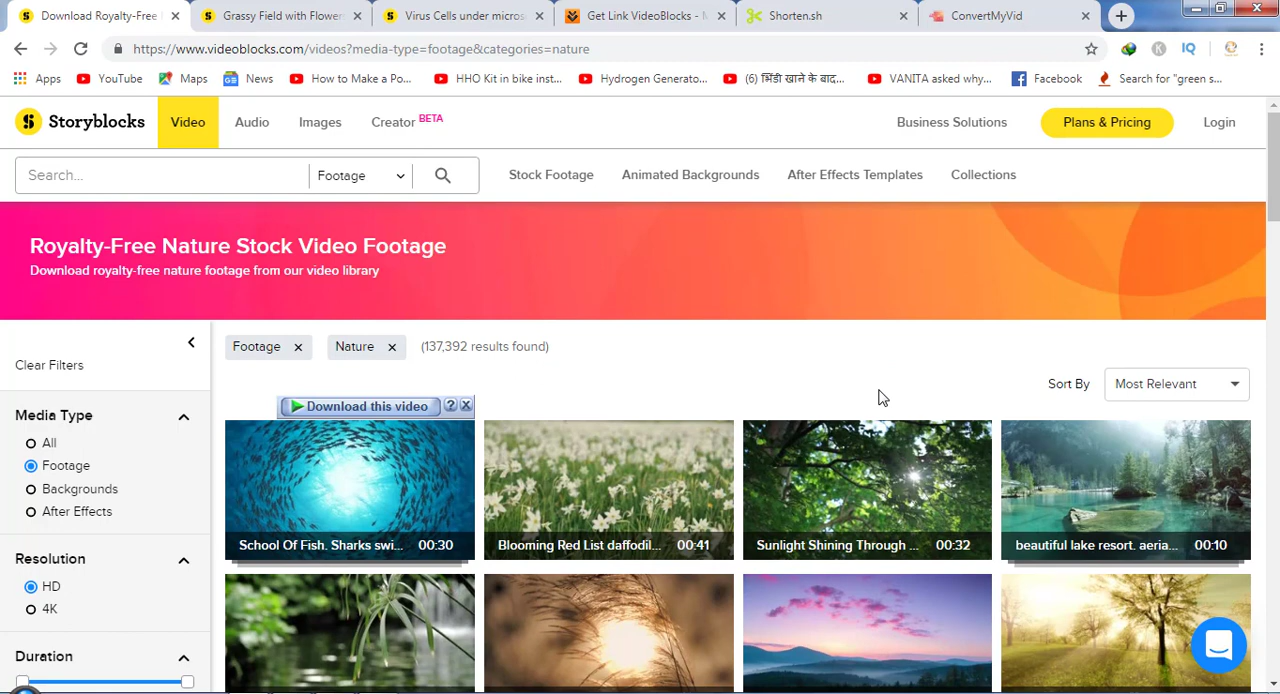 Download Royalty-Free
Grassy Field with Flower
Virus Cells under micros
Get Link VideoBlocks -
Shorten.sh
ConvertMyVid
https://www.videoblocks.com/videos?media-type=footage&categories=nature
Apps
YouTube
Maps
News
How to Make a Po...
HHO Kit in bike inst...
Hydrogen Generato...
(6) भिंडी खाने के बाद...
VANITA asked why...
Facebook
Search for "green s...
Storyblocks
Video
Audio
Images
Creator BETA
Business Solutions
Plans & Pricing
Login
Search...
Footage
Stock Footage
Animated Backgrounds
After Effects Templates
Collections
Royalty-Free Nature Stock Video Footage
Download royalty-free nature footage from our video library
Clear Filters
Footage
Nature
(137,392 results found)
Sort By
Most Relevant
Media Type
All
Footage
Backgrounds
After Effects
Resolution
HD
4K
Duration
Download this video
School Of Fish. Sharks swi... 00:30
Blooming Red List daffodil... 00:41
Sunlight Shining Through ... 00:32
beautiful lake resort. aeria... 00:10